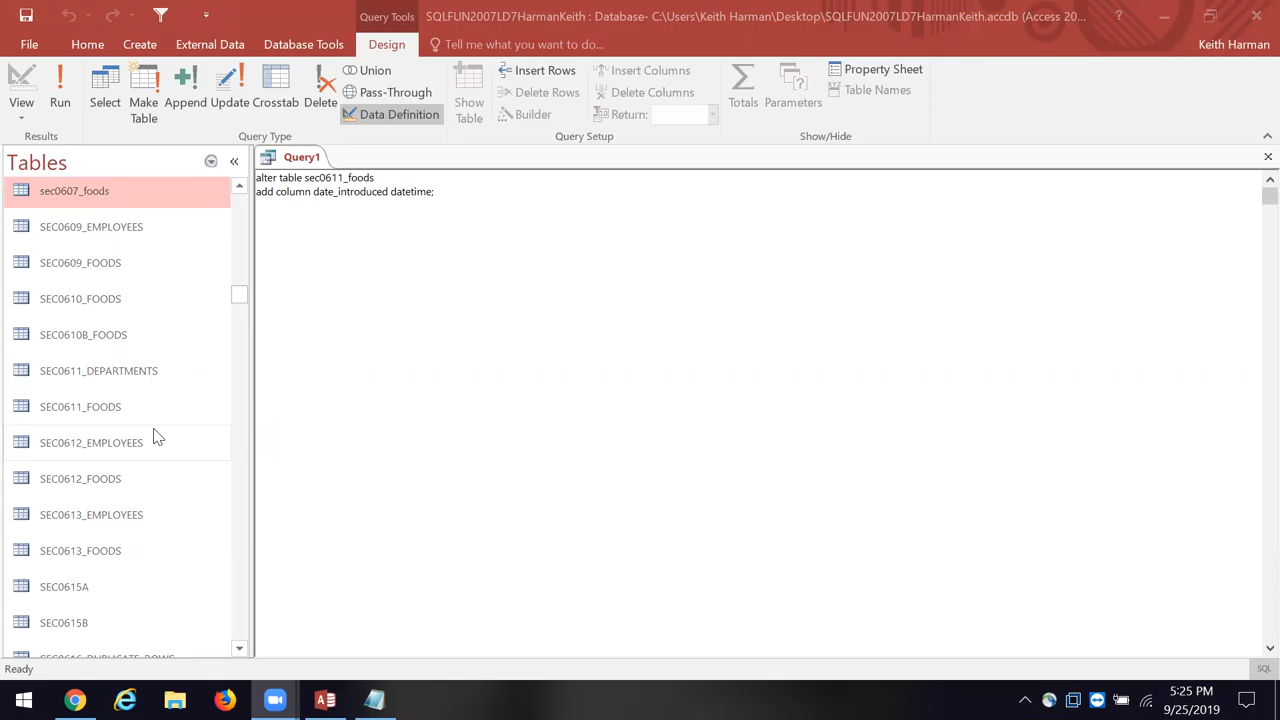 Query Tools
SQLFUN2007LD7HarmanKeith : Database- C:\Users\Keith Harman\Desktop\SQLFUN2007LD7HarmanKeith.accdb (Access 20...
File
Home
Create
External Data
Database Tools
Design
Tell me what you want to do...
Keith Harman
View
Run
Select
Make
Table
Append
Update
Crosstab
Delete
Union
Pass-Through
Data Definition
Show
Table
Insert Rows
Delete Rows
Builder
Insert Columns
Delete Columns
Return:
Totals
Parameters
Property Sheet
Table Names
Results
Query Type
Query Setup
Show/Hide
Tables
Query1
alter table sec0611_foods
add column date_introduced datetime;
sec0607_foods
SEC0609_EMPLOYEES
SEC0609_FOODS
SEC0610_FOODS
SEC0610B_FOODS
SEC0611_DEPARTMENTS
SEC0611_FOODS
SEC0612_EMPLOYEES
SEC0612_FOODS
SEC0613_EMPLOYEES
SEC0613_FOODS
SEC0615A
SEC0615B
SEC0616_DUPLICATE_ROWS
Ready
SQL
5:25 PM
9/25/2019